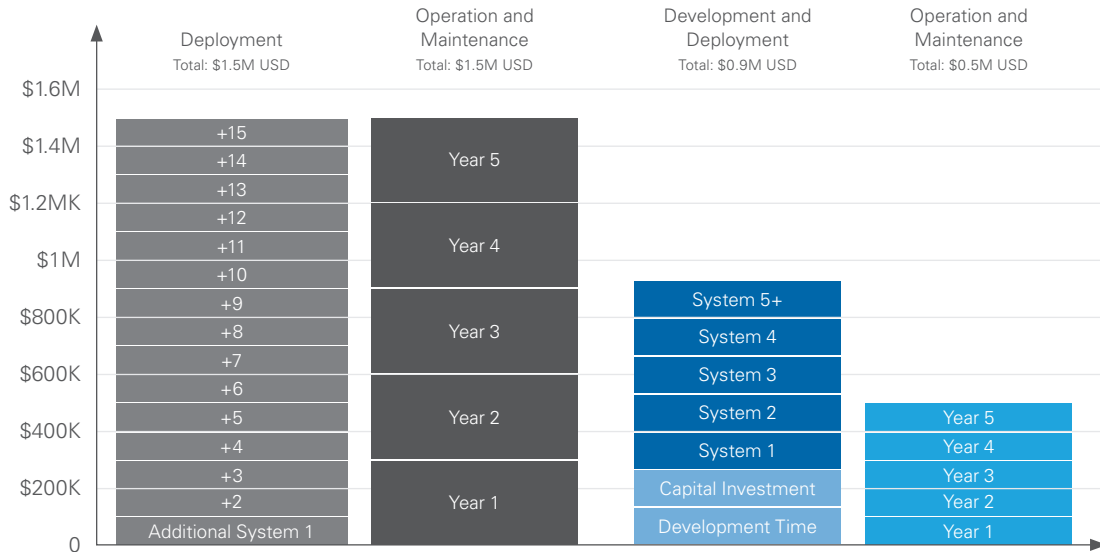 Deployment
Total: $1.5M USD
Operation and
Maintenance
Total: $1.5M USD
Development and
Deployment
Total: $0.9M USD
Operation and
Maintenance
Total: $0.5M USD
$1.6M
$1.4M
$1.2MK
$1M
$800K
$600K
$400K
$200K
0
+15
+14
+13
+12
+11
+10
+9
+8
+7
+6
+5
+4
+3
+2
Additional System 1
Year 5
Year 4
Year 3
Year 2
Year 1
System 5+
System 4
System 3
System 2
System 1
Capital Investment
Development Time
Year 5
Year 4
Year 3
Year 2
Year 1